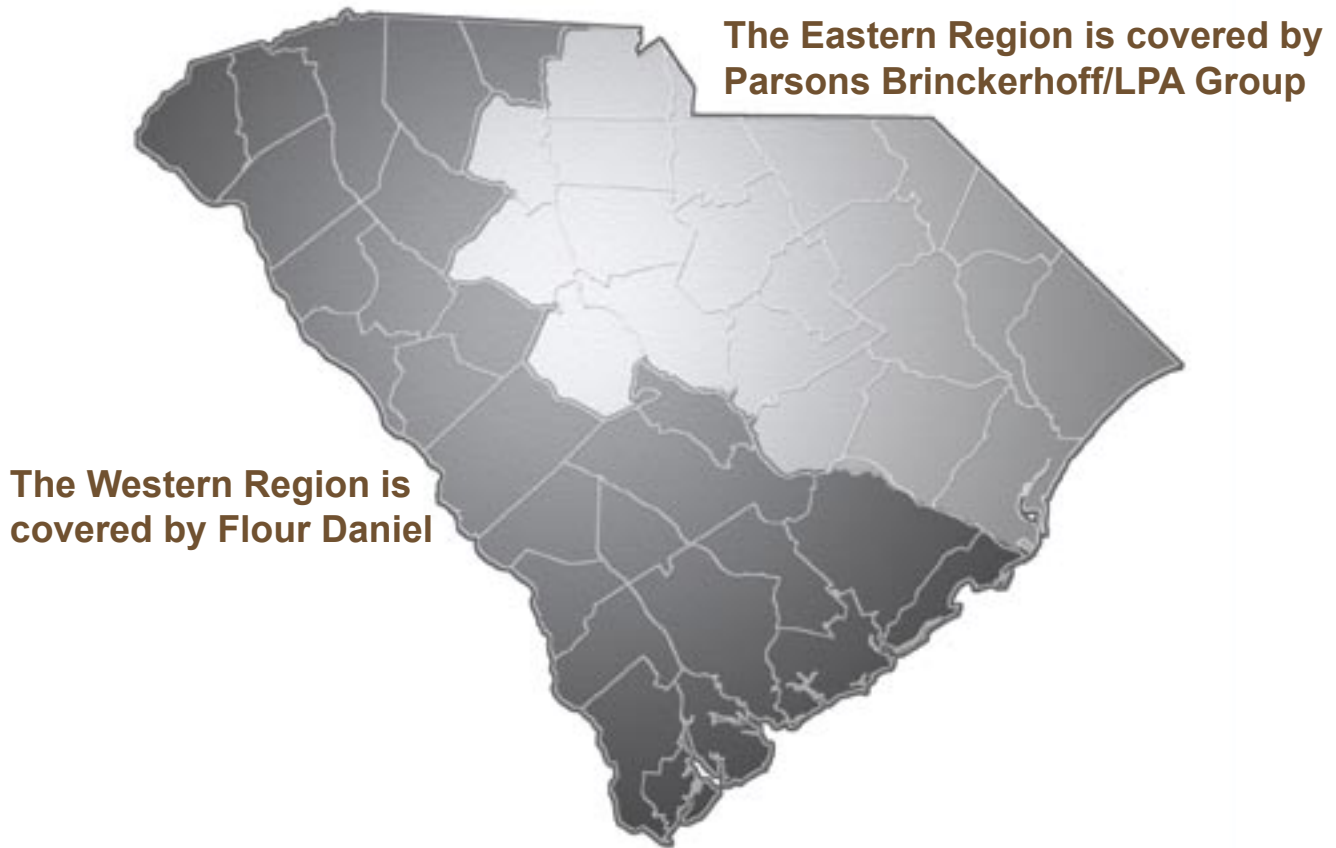 The Eastern Region is covered by
Parsons Brinckerhoff/LPA Group
The Western Region is
covered by Flour Daniel